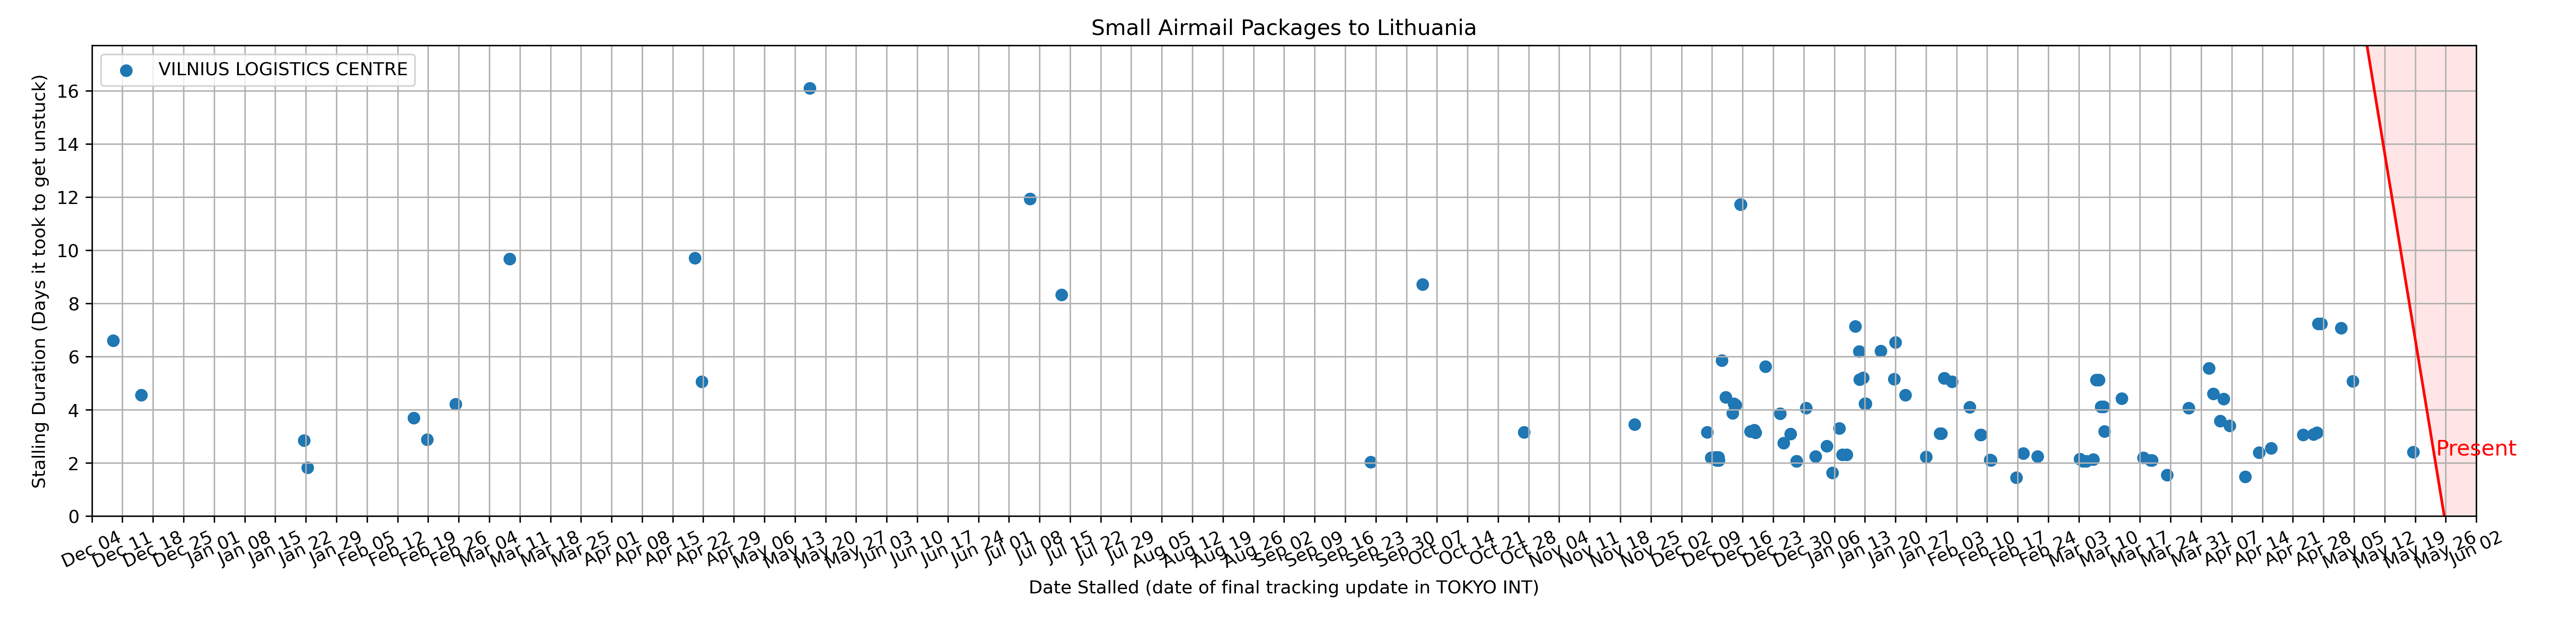 Small Airmail Packages to Lithuania
VILNIUS LOGISTICS CENTRE
Stalling Duration (Days it took to get unstuck)
16
14
12
10
8
6
4
2
0
Present
Dec 04 Dec 11 Dec 18 Dec 25 Jan 01 Jan 08 Jan 15 Jan 22 Jan 29 Feb 05 Feb 12 Feb 19 Feb 26 Mar 04 Mar 11 Mar 18 Mar 25 Apr 01 Apr 08 Apr 15 Apr 22 Apr 29 May 06 May 13 May 20 May 27 Jun 03 Jun 10 Jun 17 Jun 24 Jul 01 Jul 08 Jul 15 Jul 22 Jul 29 Aug 05 Aug 12 Aug 19 Aug 26 Sep 02 Sep 09 Sep 16 Sep 23 Sep 30 Oct 07 Oct 14 Oct 21 Oct 28 Nov 04 Nov 11 Nov 18 Nov 25 Dec 02 Dec 09 Dec 16 Dec 23 Dec 30 Jan 06 Jan 13 Jan 20 Jan 27 Feb 03 Feb 10 Feb 17 Feb 24 Mar 03 Mar 10 Mar 17 Mar 24 Mar 31 Apr 07 Apr 14 Apr 21 Apr 28 May 05 May 12 May 19 May 26 Jun 02
Date Stalled (date of final tracking update in TOKYO INT)